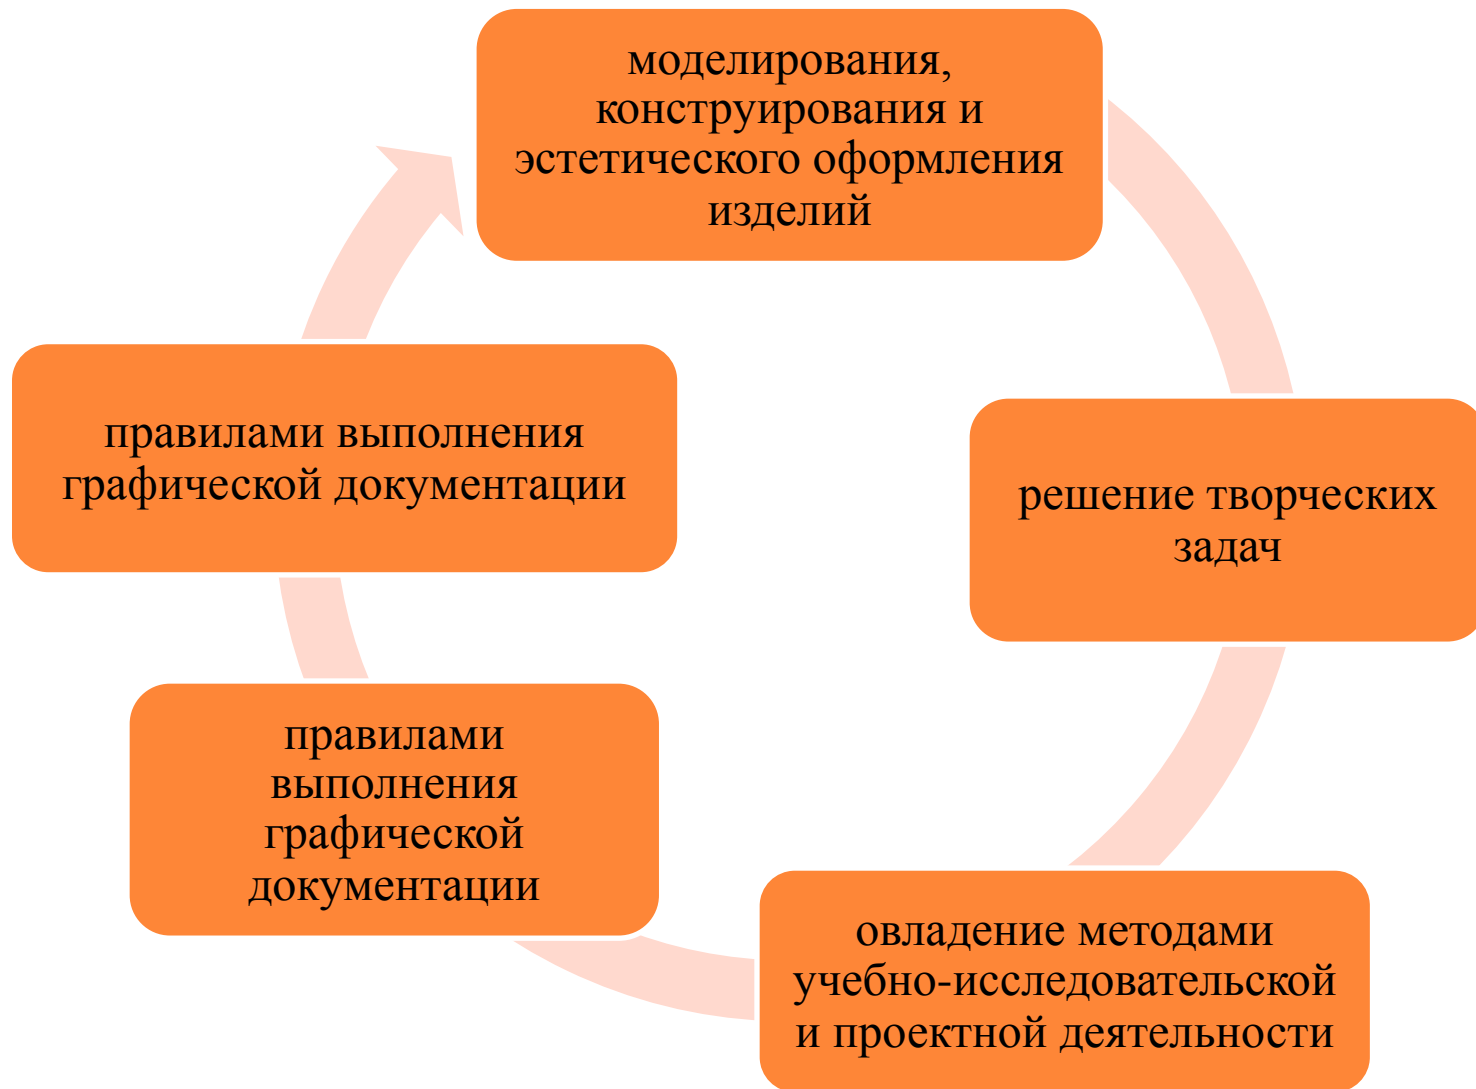 моделирования,
конструирования и
эстетического оформления
изделий
решение творческих
задач
овладение методами
учебно-исследовательской
и проектной деятельности
правилами
выполнения
графической
документации
правилами выполнения
графической документации